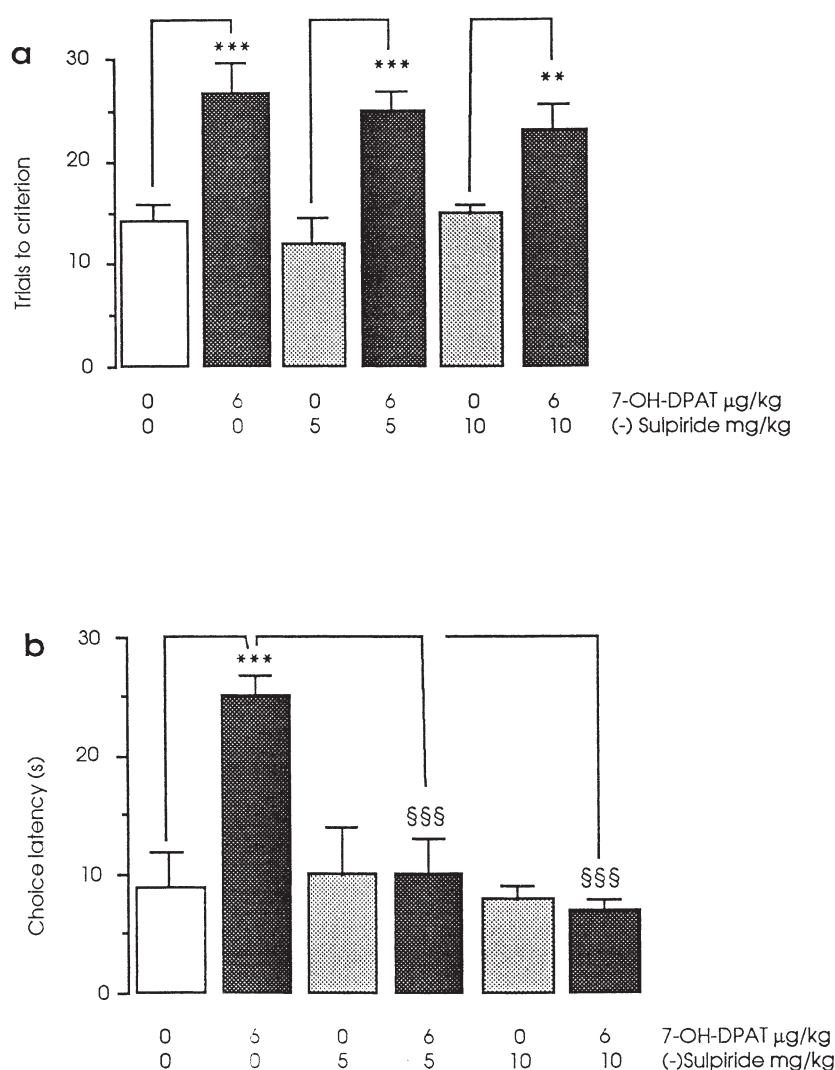 a
*** *** **
30
20
10
0
Trials to criterion
0 6 0 6 0 6 7-OH-DPAT μg/kg
0 0 5 5 10 10 (-) Sulpiride mg/kg
b
30
***
20
§§§
10
§§§
0
Choice latency (s)
0 6 0 6 0 6 7-OH-DPAT μg/kg
0 0 5 5 10 10 (-)Sulpiride mg/kg